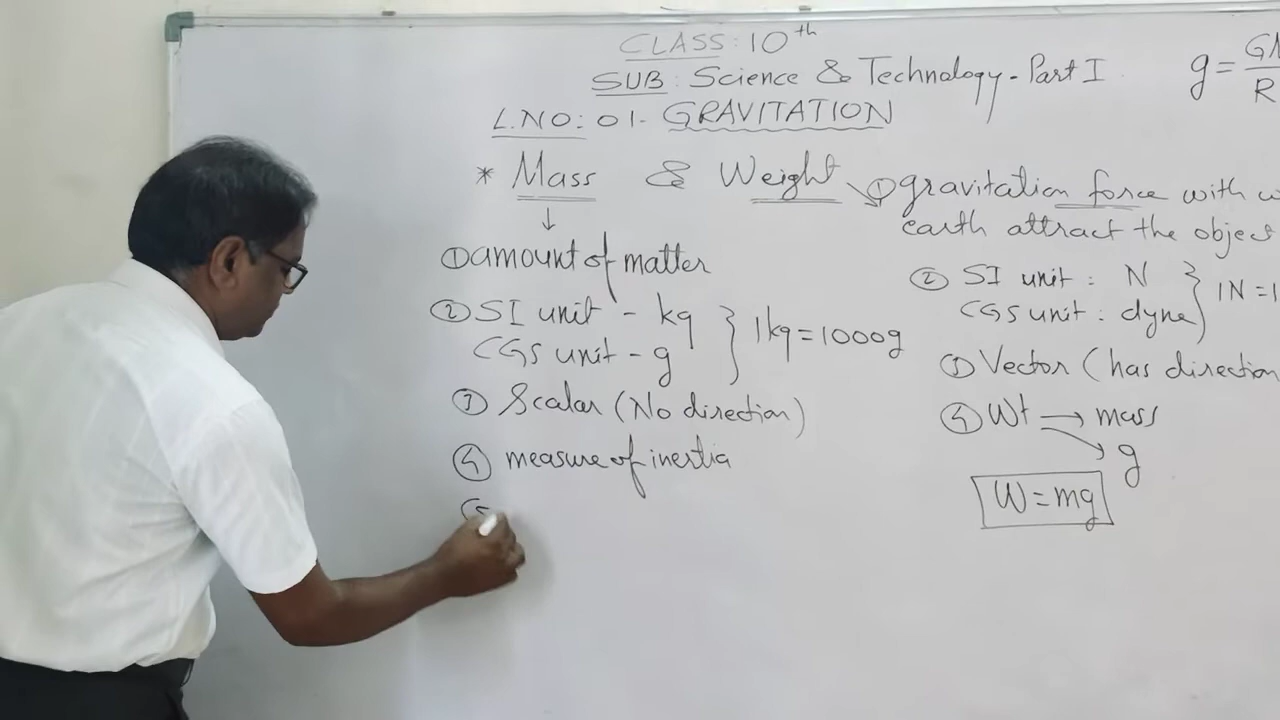 CLASS: 10th
SUB: Science & Technology - Part I
L.NO: 01- GRAVITATION
g = GM
R
* Mass & Weight
↓
① amount of matter
② SI unit - kg
CGS unit - g
} 1kg = 1000g
③ Scalar (No direction)
④ measure of inertia
① gravitation force with
earth attract the object
② SI unit : N
CGS unit : dyne
} 1N = 1
③ Vector (has direction
④ Wt → mass
→ g
W = mg